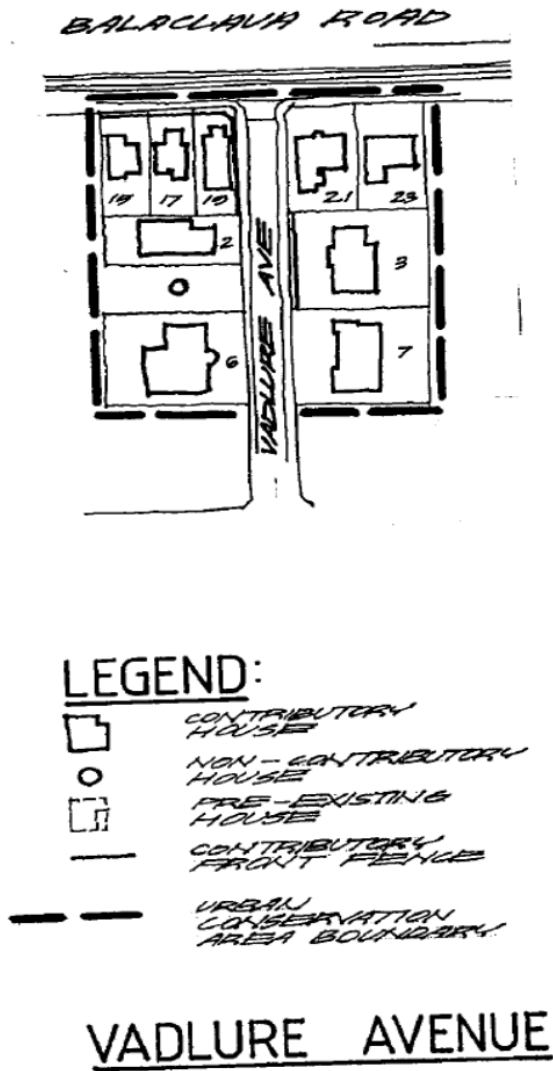 BALACLAVA ROAD
15 17 19 21 23
2
3
6
7
VADLURE AVE
LEGEND:
CONTRIBUTORY
HOUSE
NON-CONTRIBUTORY
HOUSE
PRE-EXISTING
HOUSE
CONTRIBUTORY
FRONT FENCE
URBAN
CONSERVATION
AREA BOUNDARY
VADLURE AVENUE